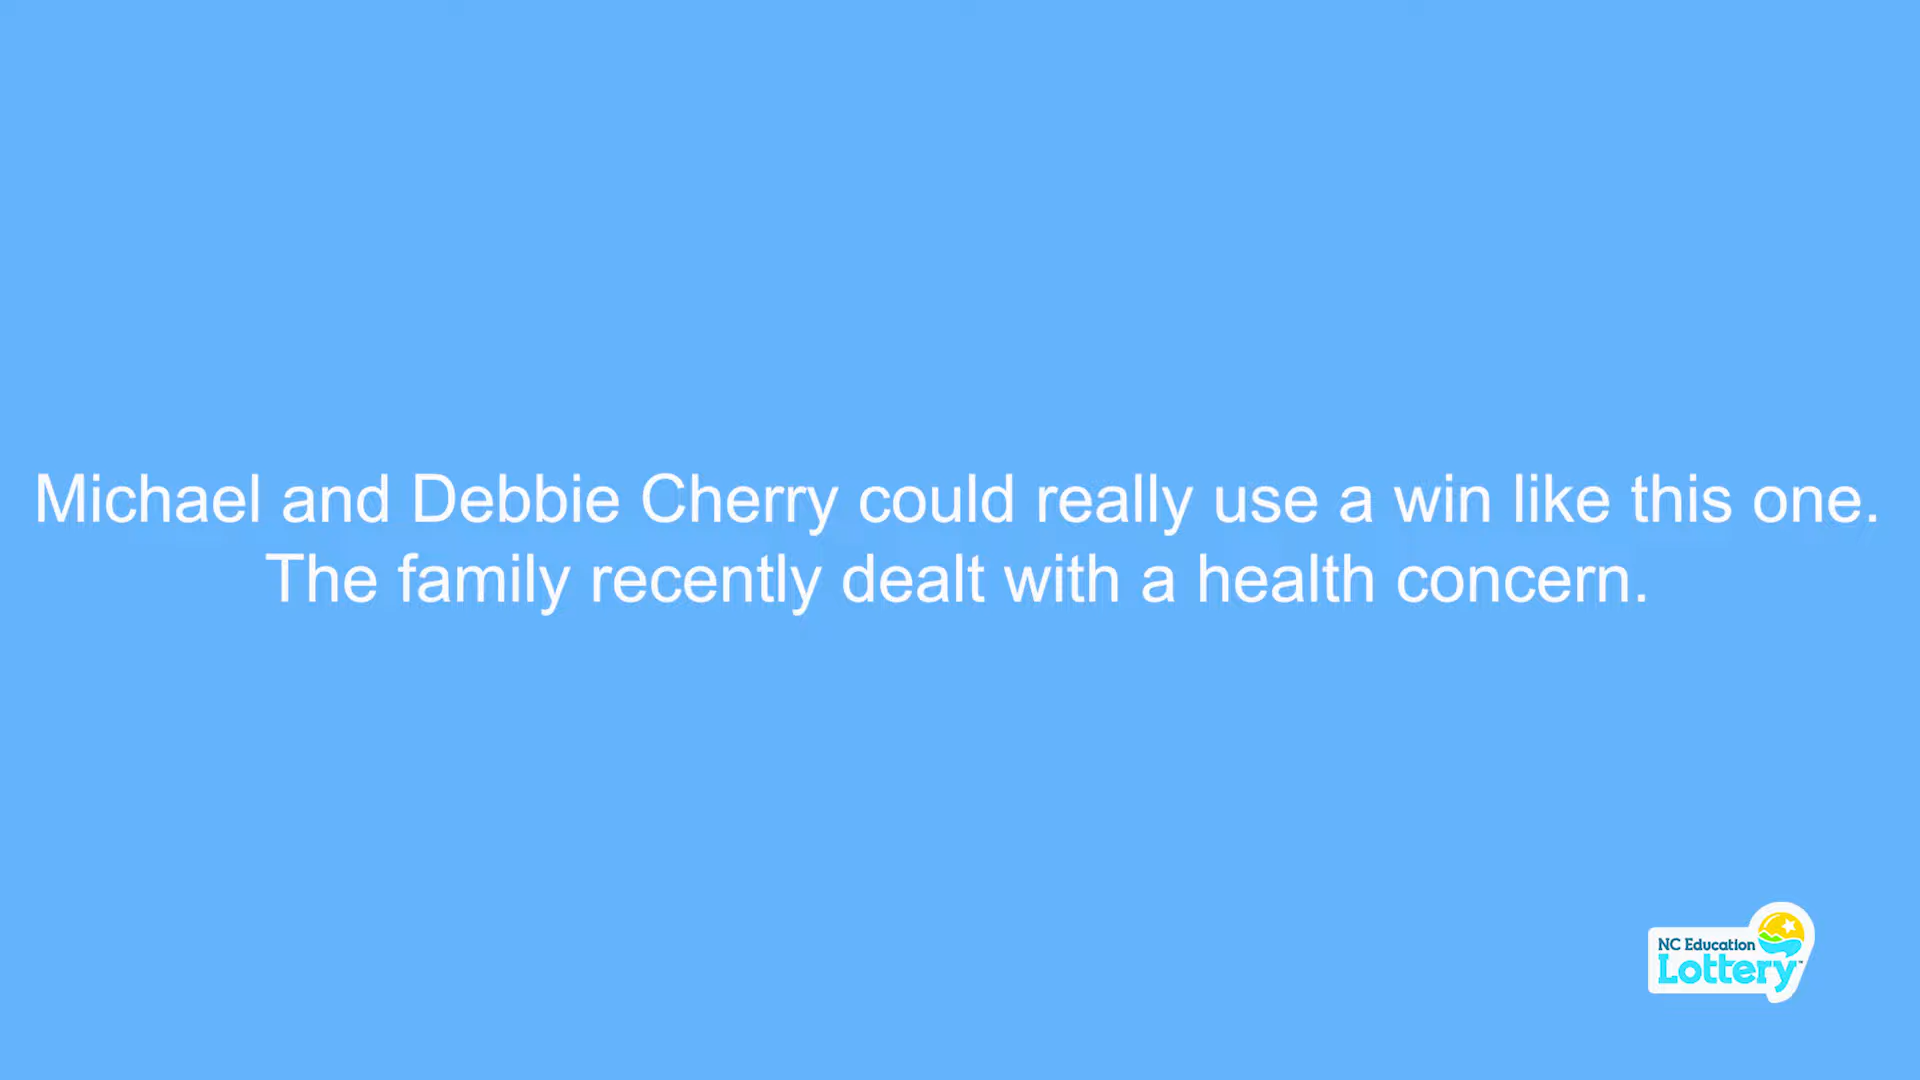 Michael and Debbie Cherry could really use a win like this one.
The family recently dealt with a health concern.
NC Education
Lottery™